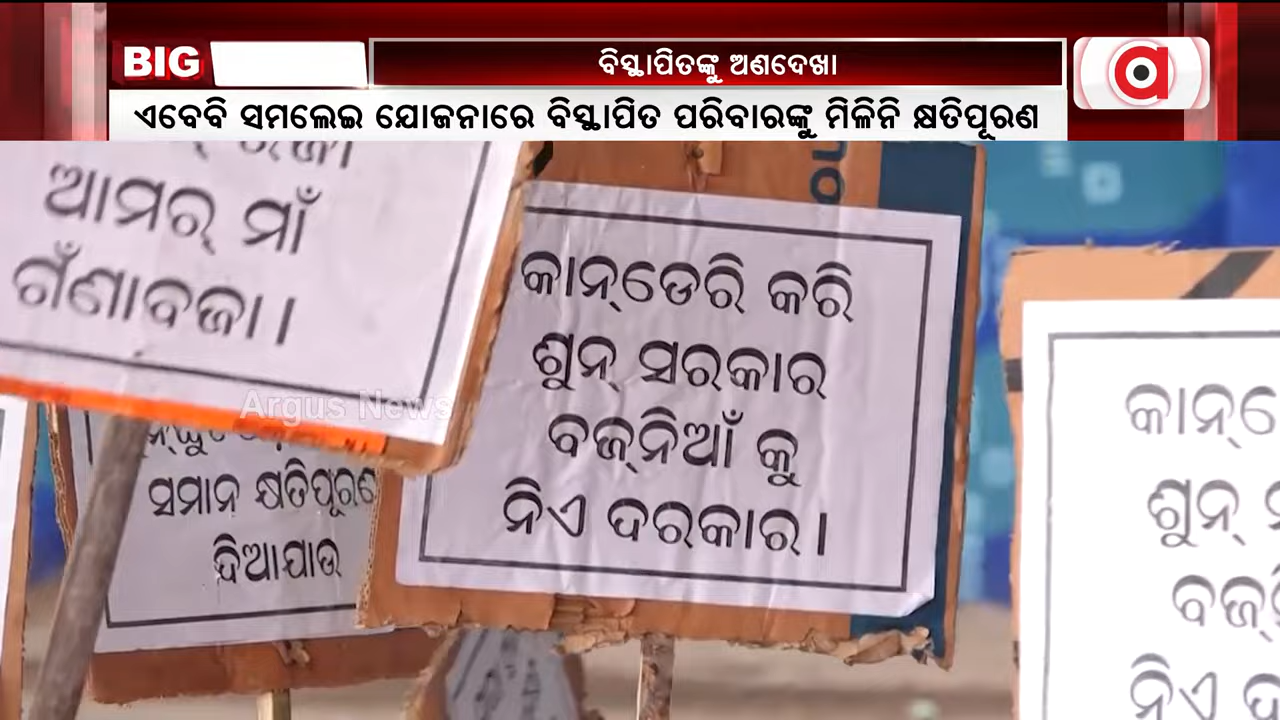 BIG
ବିସ୍ଥାପିତଙ୍କୁ ଅଣଦେଖା
ଏବେବି ସମଲେଇ ଯୋଜନାରେ ବିସ୍ଥାପିତ ପରିବାରଙ୍କୁ ମିଳିନି କ୍ଷତିପୂରଣ
ଆମର୍ ମାଁ
ଗଁଣାବଜା।
Argus News
ସମାନ କ୍ଷତିପୂରଣ
ଦିଆଯାଉ
କାନ୍‌ଡେରି କରି
ଶୁନ୍ ସରକାର
ବଜ୍‌ନିଆଁ କୁ
ନିଏ ଦରକାର।
ଶୁନ୍
ନିଏ